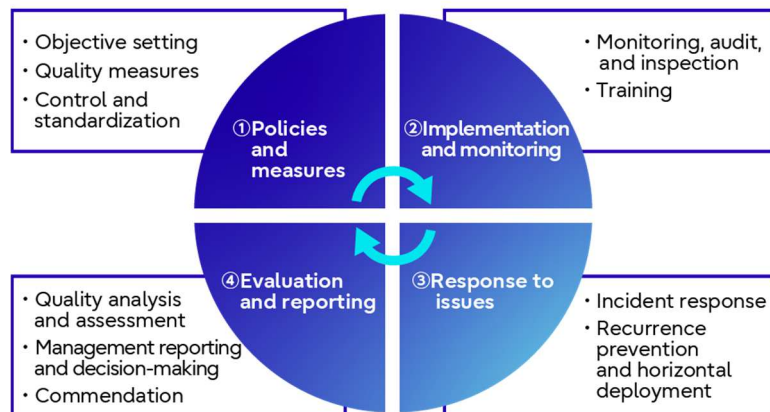 ・Objective setting
・Quality measures
・Control and
standardization
①Policies
and
measures
②Implementation
and monitoring
・Monitoring, audit,
and inspection
・Training
④Evaluation
and reporting
・Quality analysis
and assessment
・Management reporting
and decision-making
・Commendation
③Response to
issues
・Incident response
・Recurrence
prevention
and horizontal
deployment